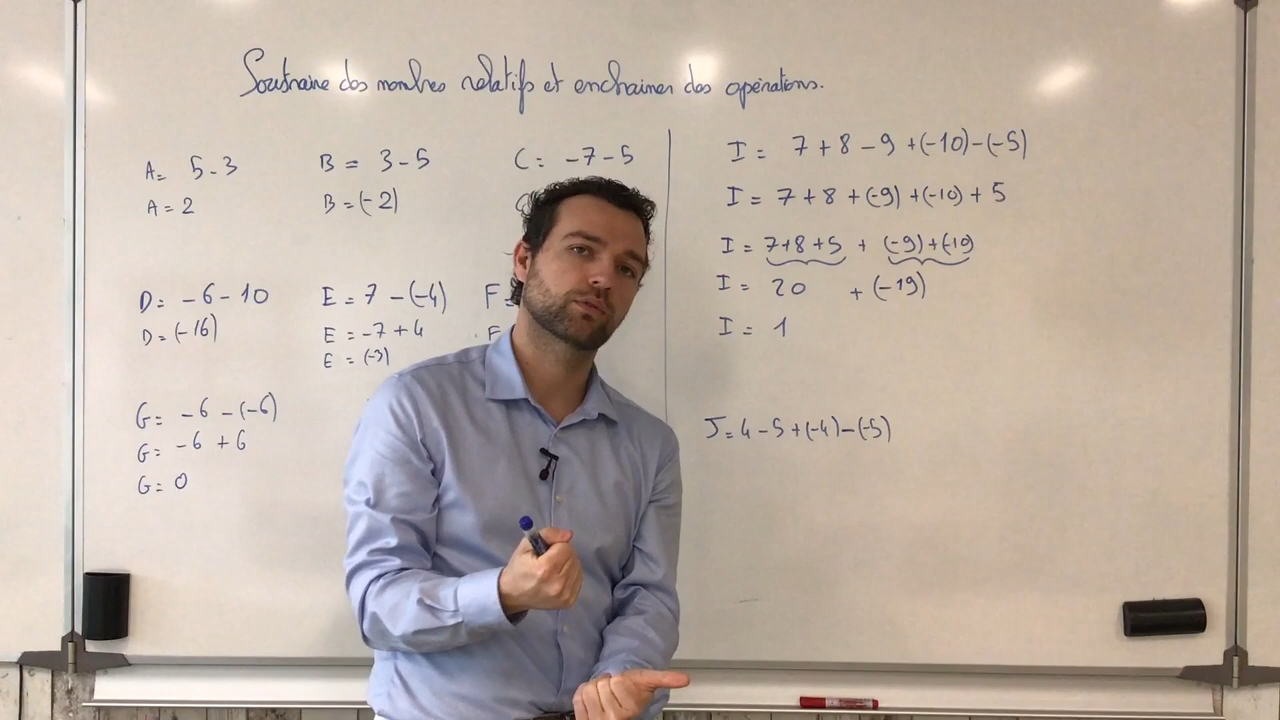 Soustraire des nombres relatifs et enchainer des opérations.
A = 5 - 3
A = 2
B = 3 - 5
B = (-2)
C = -7 - 5
D = -6 - 10
D = (-16)
E = 7 - (-4)
E = -7 + 4
E = (-3)
F =
F
G = -6 - (-6)
G = -6 + 6
G = 0
I = 7 + 8 - 9 + (-10) - (-5)
I = 7 + 8 + (-9) + (-10) + 5
I = 7 + 8 + 5 + (-9) + (-10
I = 20 + (-19)
I = 1
J = 4 - 5 + (-4) - (-5)